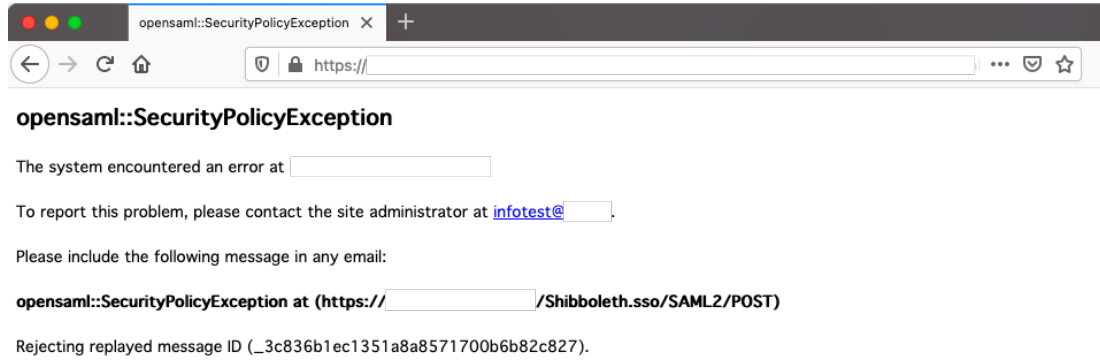 opensaml::SecurityPolicyException
https://
opensaml::SecurityPolicyException
The system encountered an error at
To report this problem, please contact the site administrator at infotest@ .
Please include the following message in any email:
opensaml::SecurityPolicyException at (https:// /Shibboleth.sso/SAML2/POST)
Rejecting replayed message ID (_3c836b1ec1351a8a8571700b6b82c827).